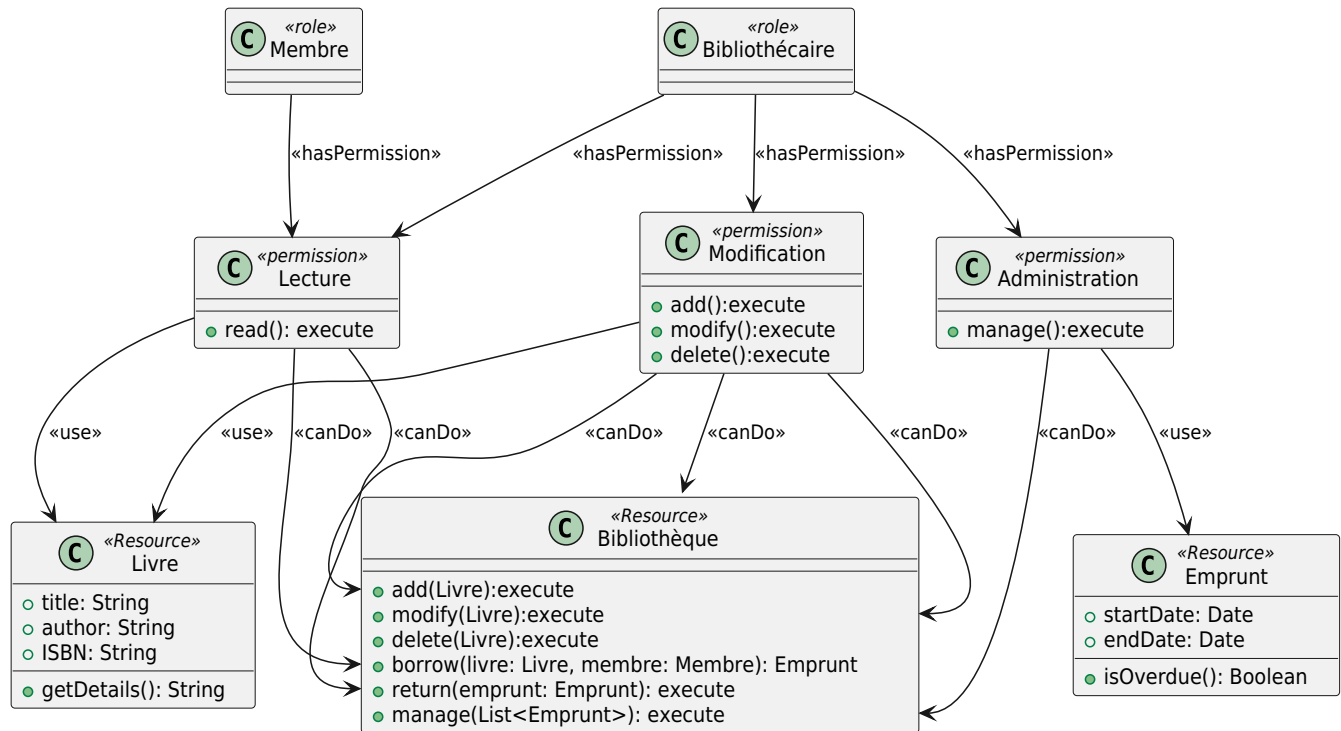 C
«role»
Membre
C
«role»
Bibliothécaire
«hasPermission»
«hasPermission»
«hasPermission»
«hasPermission»
C
«permission»
Lecture
read(): execute
C
«permission»
Modification
add():execute
modify():execute
delete():execute
C
«permission»
Administration
manage():execute
«use»
«canDo»
«canDo»
«use»
«canDo»
«canDo»
«canDo»
«canDo»
«use»
C
«Resource»
Livre
title: String
author: String
ISBN: String
getDetails(): String
C
«Resource»
Bibliothèque
add(Livre):execute
modify(Livre):execute
delete(Livre):execute
borrow(livre: Livre, membre: Membre): Emprunt
return(emprunt: Emprunt): execute
manage(List<Emprunt>): execute
C
«Resource»
Emprunt
startDate: Date
endDate: Date
isOverdue(): Boolean